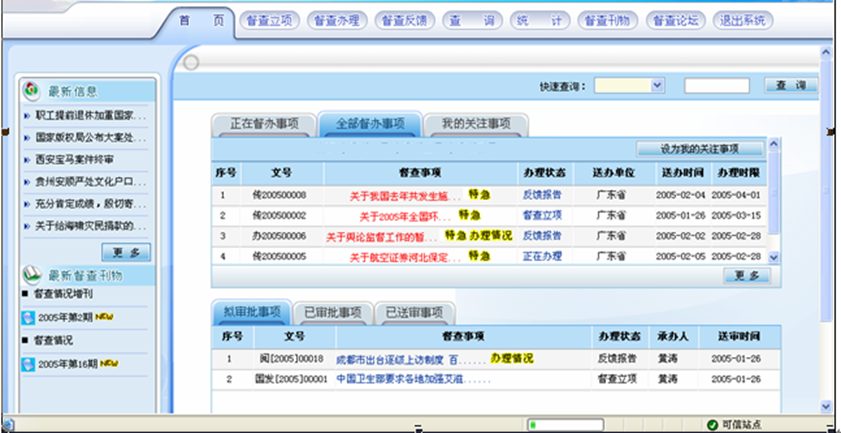 首 页 督查立项 督查办理 督查反馈 查 询 统 计 督查刊物 督查论坛 退出系统
快速查询： 查 询
最新信息
职工提前退休加重国家...
国家版权局公布大案处...
西安宝马案件终审
贵州安顺严处文化户口...
充分肯定成绩，殷切寄...
关于给海啸灾民捐款的...
更 多
最新督查刊物
督查情况增刊
2005年第2期 NEW
督查情况
2005年第16期 NEW
正在督办事项 全部督办事项 我的关注事项
设为我的关注事项
序号 文号 督查事项 办理状态 送办单位 送办时间 办理时限
1 传200500008 关于我国去年共发生施... 特急 反馈报告 广东省 2005-02-04 2005-04-01
2 传200500002 关于2005年全国环... 特急 督查立项 广东省 2005-01-26 2005-03-15
3 办200500006 关于舆论监督工作的暂... 特急 办理情况 反馈报告 广东省 2005-02-02 2005-02-28
4 传200500005 关于航空证券河北保定... 特急 正在办理 广东省 2005-02-05 2005-02-28
更 多
拟审批事项 已审批事项 已送审事项
序号 文号 督查事项 办理状态 承办人 送审时间
1 闽[2005]00018 成都市出台逐级上访制度 百...... 办理情况 反馈报告 黄涛 2005-01-26
2 国发[2005]00001 中国卫生部要求各地加强艾滋...... 督查立项 黄涛 2005-01-26
可信站点